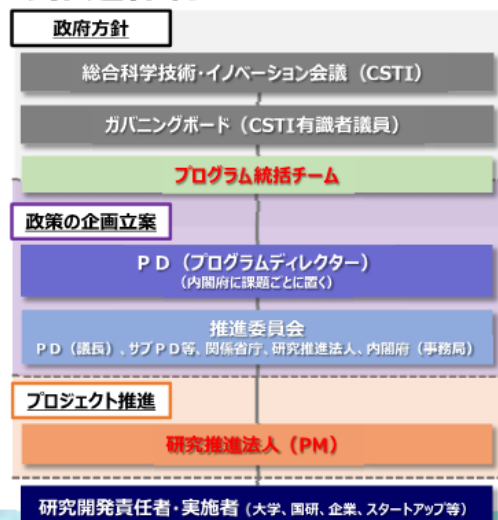 政府方針
総合科学技術・イノベーション会議（CSTI）
ガバニングボード（CSTI有識者議員）
プログラム統括チーム
政策の企画立案
ＰＤ（プログラムディレクター）
（内閣府に課題ごとに置く）
推進委員会
ＰＤ（議長）、サブＰＤ等、関係省庁、研究推進法人、内閣府（事務局）
プロジェクト推進
研究推進法人（PM）
研究開発責任者・実施者（大学、国研、企業、スタートアップ等）